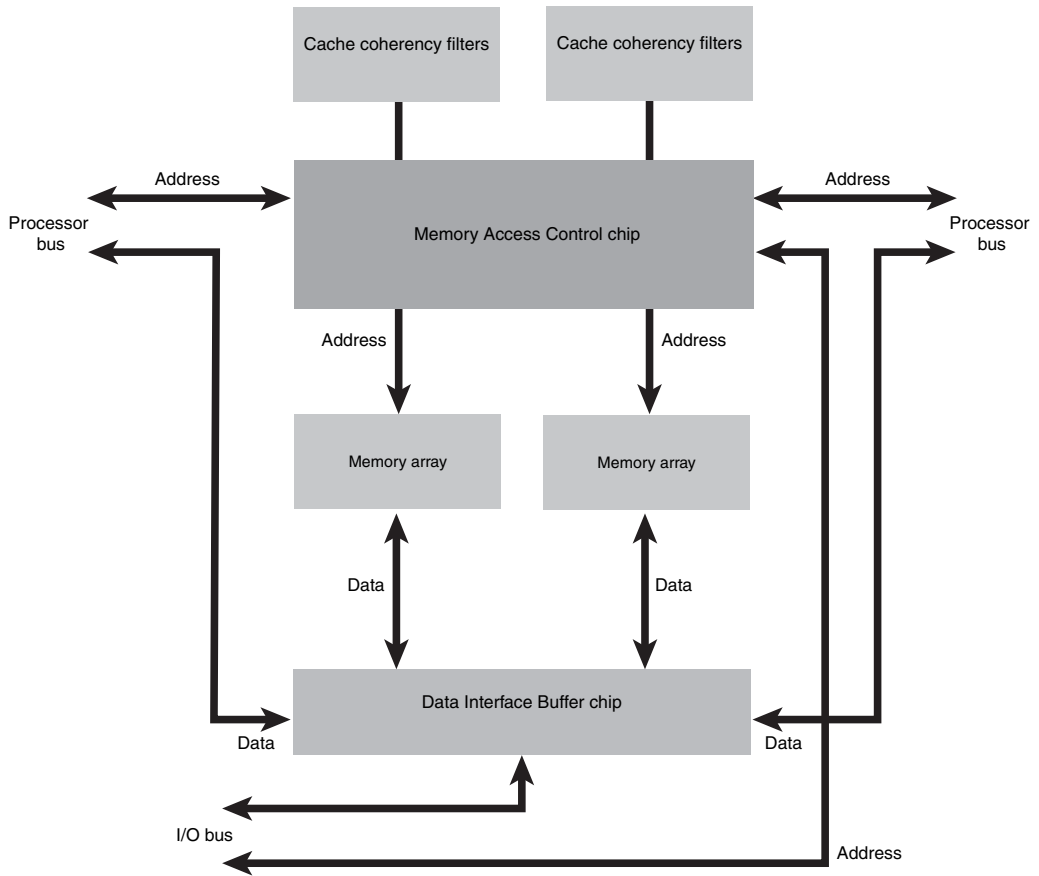 Cache coherency filters
Cache coherency filters
Address
Address
Processor
bus
Memory Access Control chip
Processor
bus
Address
Address
Memory array
Memory array
Data
Data
Data Interface Buffer chip
Data
Data
I/O bus
Address